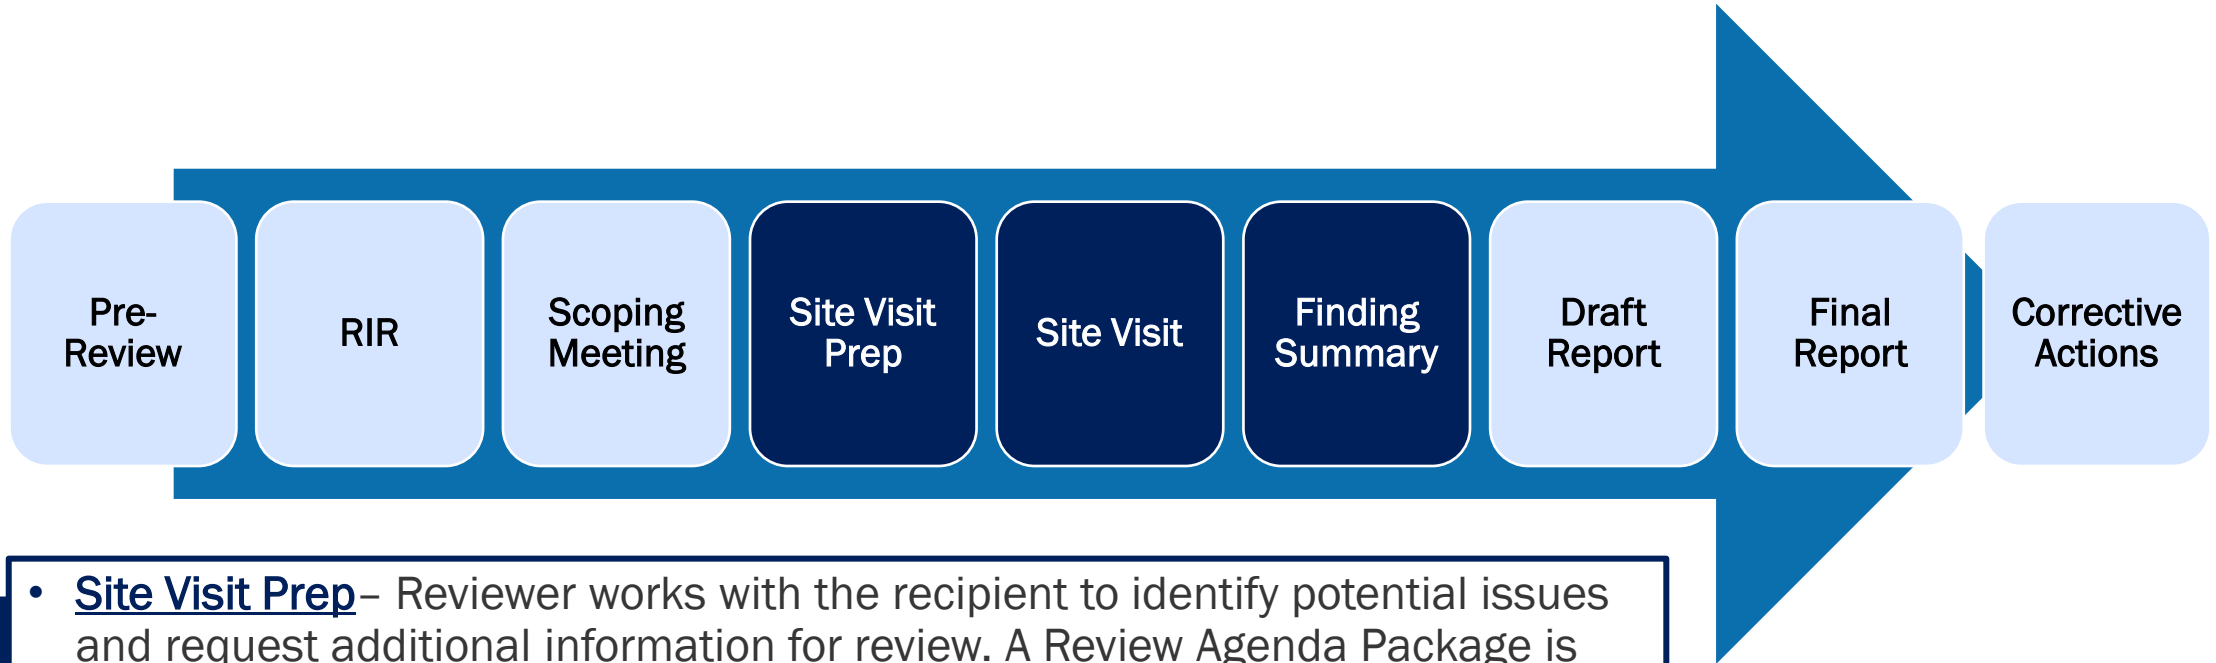 Pre-
Review
RIR
Scoping
Meeting
Site Visit
Prep
Site Visit
Finding
Summary
Draft
Report
Final
Report
Corrective
Actions
• Site Visit Prep– Reviewer works with the recipient to identify potential issues
and request additional information for review. A Review Agenda Package is